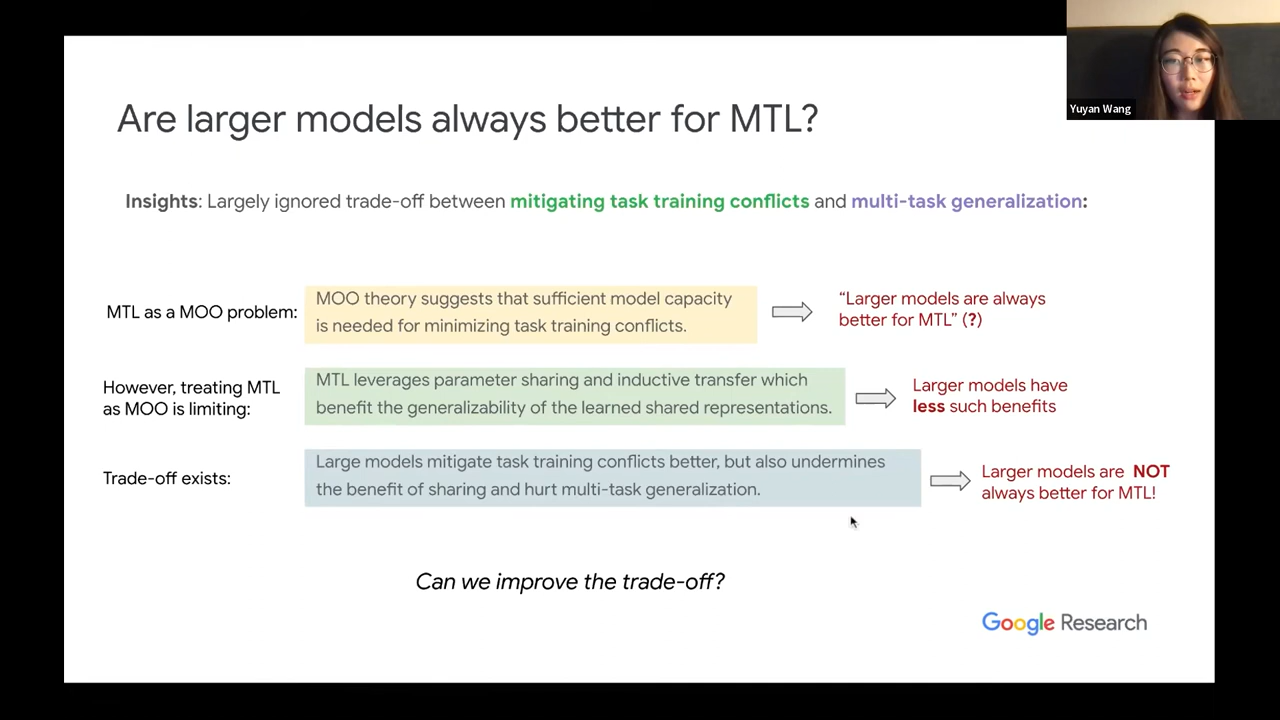 Yuyan Wang
Are larger models always better for MTL?
Insights: Largely ignored trade-off between mitigating task training conflicts and multi-task generalization:
MTL as a MOO problem:
MOO theory suggests that sufficient model capacity
is needed for minimizing task training conflicts.
“Larger models are always
better for MTL” (?)
However, treating MTL
as MOO is limiting:
MTL leverages parameter sharing and inductive transfer which
benefit the generalizability of the learned shared representations.
Larger models have
less such benefits
Trade-off exists:
Large models mitigate task training conflicts better, but also undermines
the benefit of sharing and hurt multi-task generalization.
Larger models are NOT
always better for MTL!
Can we improve the trade-off?
Google Research